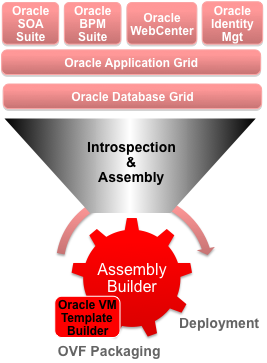 Oracle SOA Suite
Oracle BPM Suite
Oracle WebCenter
Oracle Identity Mgt
Oracle Application Grid
Oracle Database Grid
Introspection
&
Assembly
Assembly
Builder
Oracle VM
Template
Builder
Deployment
OVF Packaging